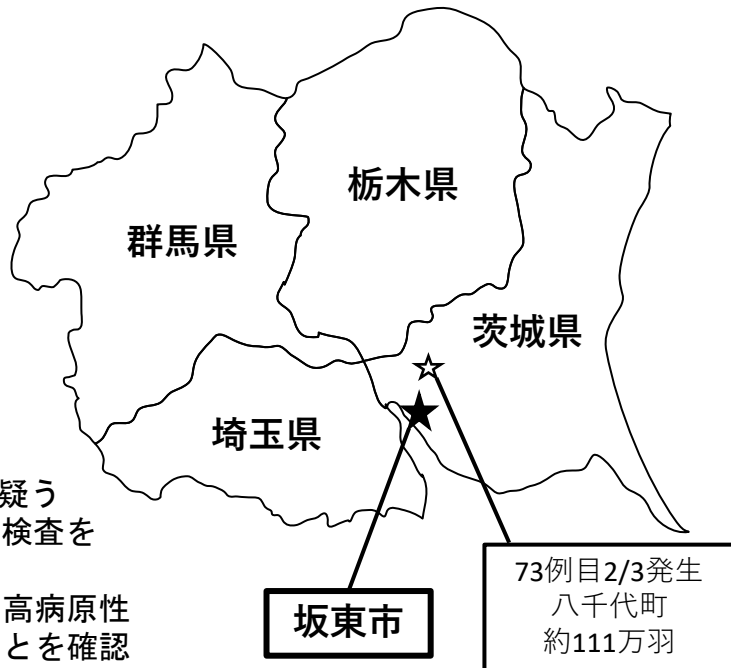 栃木県
群馬県
茨城県
埼玉県
疑う
検査を
高病原性
とを確認
坂東市
73例目2/3発生
八千代町
約111万羽